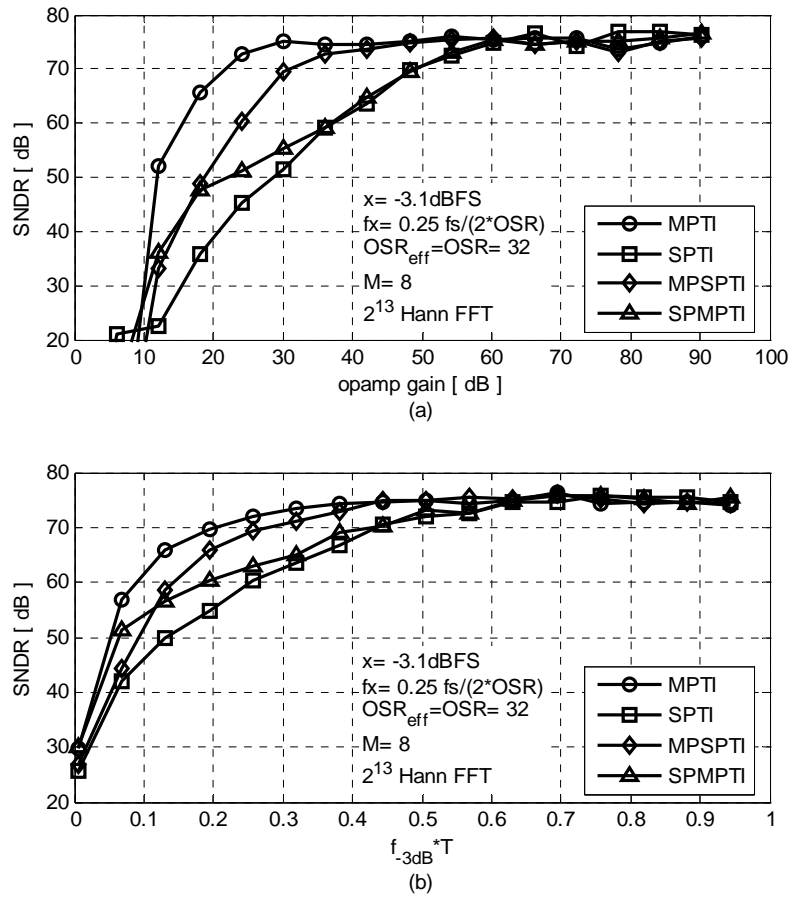 80
70
60
50
40
30
20
SNDR [ dB ]
x= -3.1dBFS
fx= 0.25 fs/(2*OSR)
OSR_eff=OSR= 32
M= 8
2^13 Hann FFT
MPTI
SPTI
MPSPTI
SPMPTI
0 10 20 30 40 50 60 70 80 90 100
opamp gain [ dB ]
(a)
80
70
60
50
40
30
20
SNDR [ dB ]
x= -3.1dBFS
fx= 0.25 fs/(2*OSR)
OSR_eff=OSR= 32
M= 8
2^13 Hann FFT
MPTI
SPTI
MPSPTI
SPMPTI
0 0.1 0.2 0.3 0.4 0.5 0.6 0.7 0.8 0.9 1
f_-3dB*T
(b)